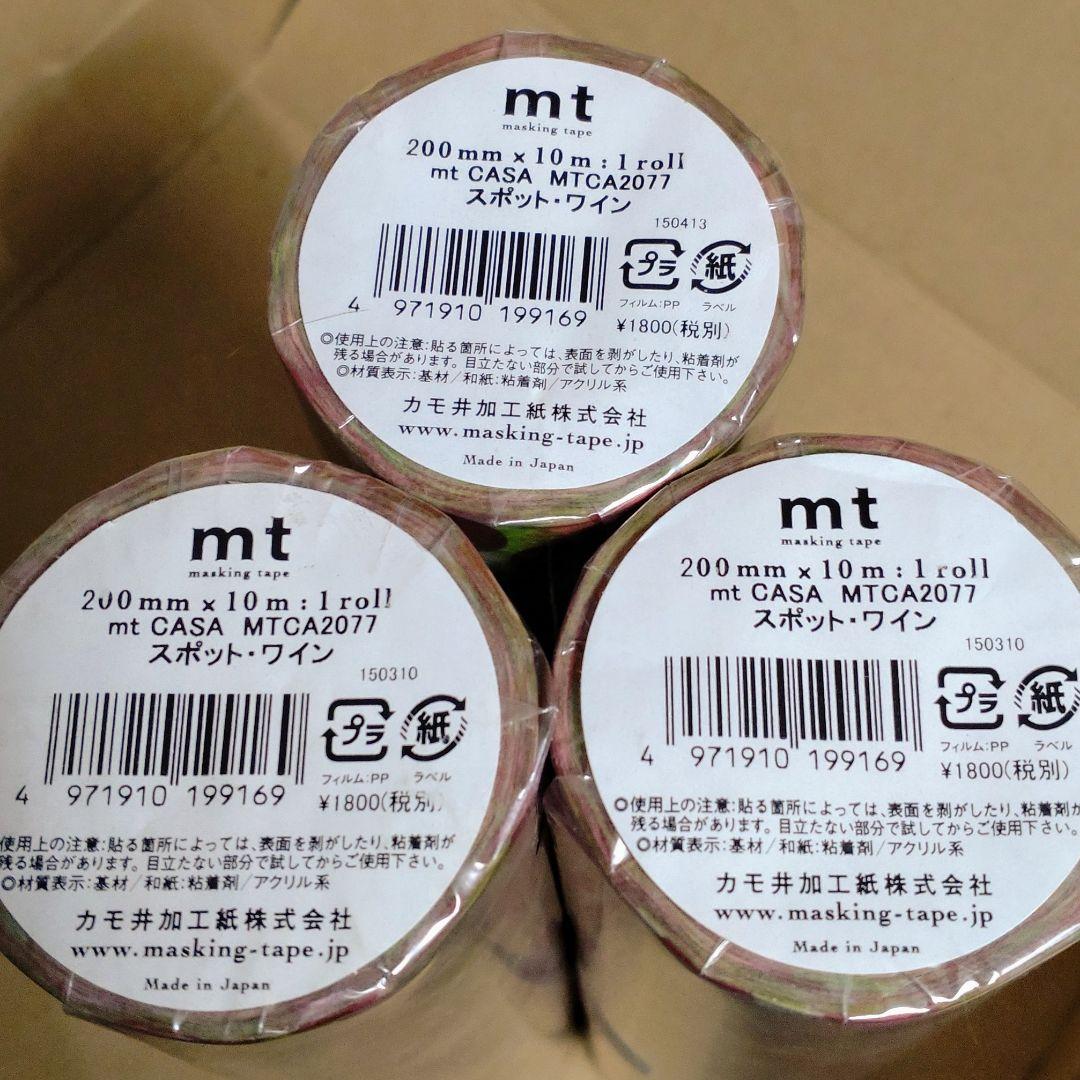 mt
masking tape
200mm x 10m : 1 roll
mt CASA MTCA2077
スポット・ワイン
150413
4 971910 199169
プラ 紙
フィルム:PP ラベル
¥1800(税別)
◎使用上の注意:貼る箇所によっては、表面を剥がしたり、粘着剤が
残る場合があります。目立たない部分で試してからご使用下さい。
◎材質表示:基材/和紙:粘着剤/アクリル系
カモ井加工紙株式会社
www.masking-tape.jp
Made in Japan
mt
masking tape
200mm x 10m : 1 roll
mt CASA MTCA2077
スポット・ワイン
150310
4 971910 199169
プラ 紙
フィルム:PP ラベル
¥1800(税別)
使用上の注意:貼る箇所によっては、表面を剥がしたり、粘着剤が
残る場合があります。目立たない部分で試してからご使用下さい。
◎材質表示:基材/和紙:粘着剤/アクリル系
カモ井加工紙株式会社
www.masking-tape.jp
Made in Japan
mt
masking tape
200mm x 10m : 1 roll
mt CASA MTCA2077
スポット・ワイン
150310
4 971910 199169
プラ 紙
フィルム:PP ラベル
¥1800(税別)
◎使用上の注意:貼る箇所によっては、表面を剥がしたり、粘着剤が
残る場合があります。目立たない部分で試してからご使用下さい。
◎材質表示:基材/和紙:粘着剤/アクリル系
カモ井加工紙株式会社
www.masking-tape.jp
Made in Japan